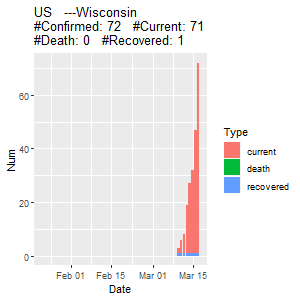 US   ---Wisconsin
#Confirmed: 72   #Current: 71
#Death: 0   #Recovered: 1
60
40
20
0
Num
Feb 01   Feb 15   Mar 01   Mar 15
Date
Type
current
death
recovered